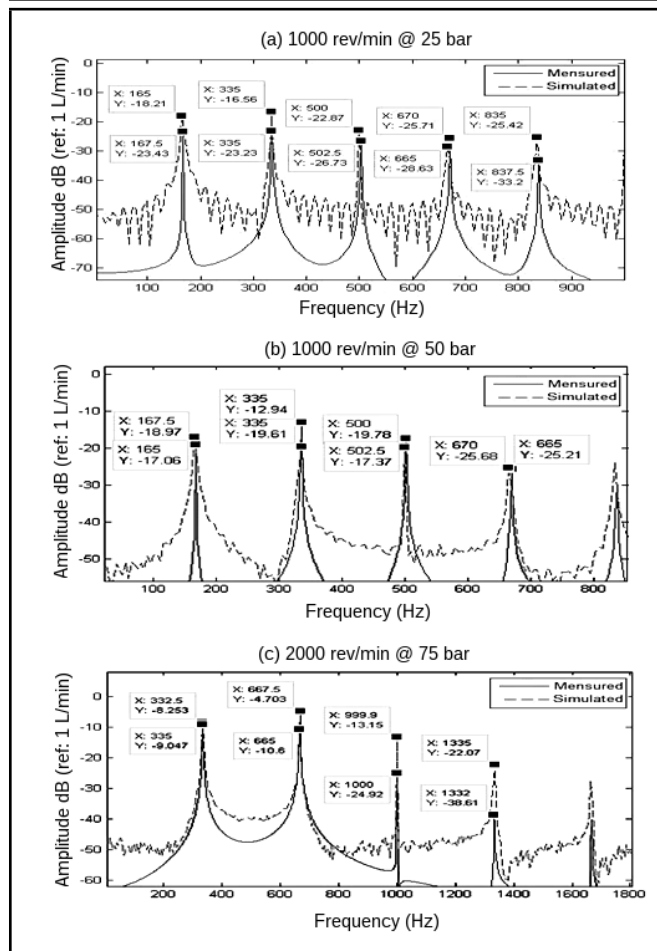 (a) 1000 rev/min @ 25 bar
Amplitude dB (ref: 1 L/min)
0
-10
-20
-30
-40
-50
-60
-70
X: 165
Y: -18.21
X: 167.5
Y: -23.43
X: 335
Y: -16.56
X: 335
Y: -23.23
X: 500
Y: -22.87
X: 502.5
Y: -26.73
X: 670
Y: -25.71
X: 665
Y: -28.63
X: 835
Y: -25.42
X: 837.5
Y: -33.2
Mensured
Simulated
100 200 300 400 500 600 700 800 900
Frequency (Hz)
(b) 1000 rev/min @ 50 bar
Amplitude dB (ref: 1 L/min)
0
-10
-20
-30
-40
-50
X: 167.5
Y: -18.97
X: 165
Y: -17.06
X: 335
Y: -12.94
X: 335
Y: -19.61
X: 500
Y: -19.78
X: 502.5
Y: -17.37
X: 670
Y: -25.68
X: 665
Y: -25.21
Mensured
Simulated
100 200 300 400 500 600 700 800
Frequency (Hz)
(c) 2000 rev/min @ 75 bar
Amplitude dB (ref: 1 L/min)
0
-10
-20
-30
-40
-50
-60
X: 332.5
Y: -8.253
X: 335
Y: -9.047
X: 667.5
Y: -4.703
X: 665
Y: -10.6
X: 999.9
Y: -13.15
X: 1000
Y: -24.92
X: 1335
Y: -22.07
X: 1332
Y: -38.61
Mensured
Simulated
200 400 600 800 1000 1200 1400 1600 1800
Frequency (Hz)